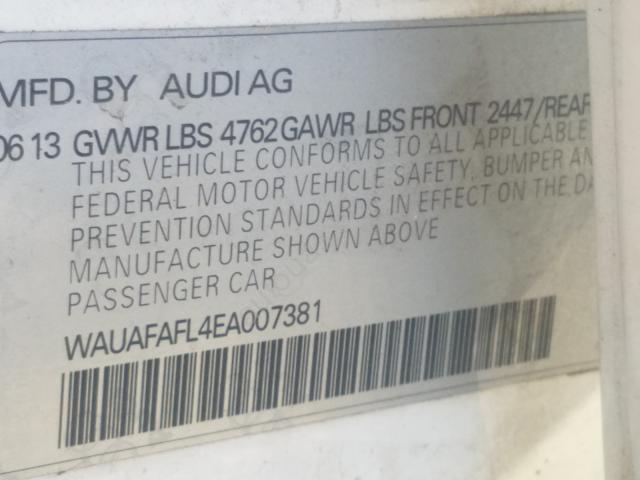 MFD. BY AUDI AG
06 13 GVWR LBS 4762 GAWR LBS FRONT 2447/REAR
THIS VEHICLE CONFORMS TO ALL APPLICABLE
FEDERAL MOTOR VEHICLE SAFETY, BUMPER AN
PREVENTION STANDARDS IN EFFECT ON THE DA
MANUFACTURE SHOWN ABOVE
PASSENGER CAR
WAUAFAFL4EA007381